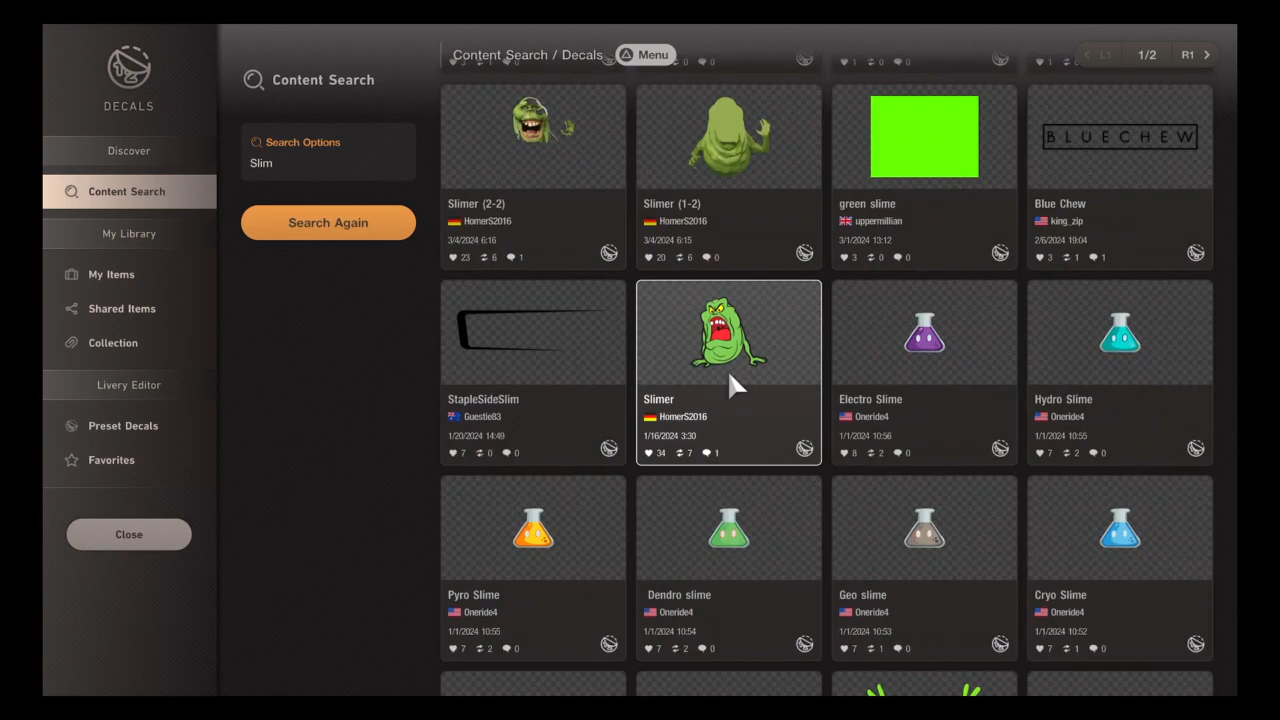 DECALS
Discover
Content Search
My Library
My Items
Shared Items
Collection
Livery Editor
Preset Decals
Favorites
Close
Content Search
Search Options
Slim
Search Again
Content Search / Decals
Menu
L1
1/2
R1
0
0
1
0
0
1
Slimer (2-2)
HomerS2016
3/4/2024 6:16
23 6 1
Slimer (1-2)
HomerS2016
3/4/2024 6:15
20 6 0
green slime
uppermillian
3/1/2024 13:12
3 0 0
BLUECHEW
Blue Chew
king_zip
2/6/2024 19:04
3 1 1
StapleSideSlim
Guestie83
1/20/2024 14:49
7 0 0
Slimer
HomerS2016
1/16/2024 3:30
34 7 1
Electro Slime
Oneride4
1/1/2024 10:56
8 2 0
Hydro Slime
Oneride4
1/1/2024 10:55
7 2 0
Pyro Slime
Oneride4
1/1/2024 10:55
7 2 0
Dendro slime
Oneride4
1/1/2024 10:54
7 2 0
Geo slime
Oneride4
1/1/2024 10:53
7 1 0
Cryo Slime
Oneride4
1/1/2024 10:52
7 1 0